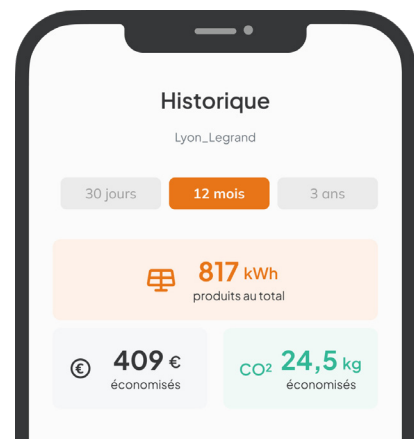 Historique
Lyon_Legrand
30 jours 12 mois 3 ans
817 kWh
produits au total
€ 409 € CO² 24,5 kg
économisés économisés